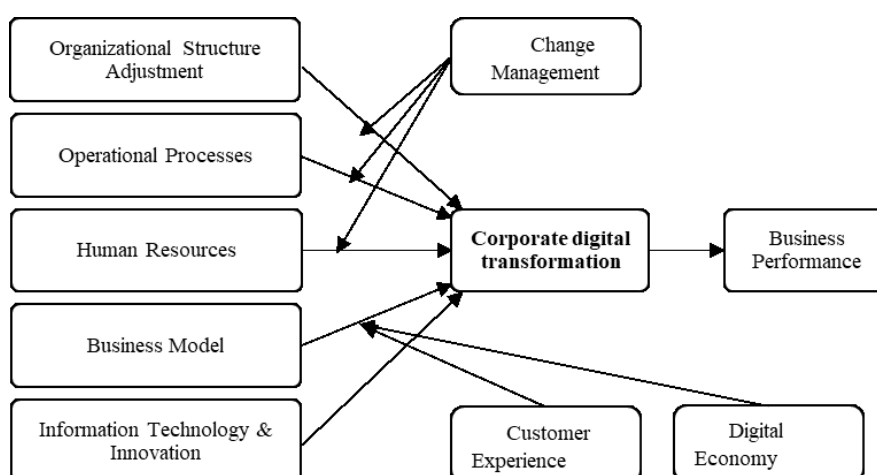 Organizational Structure
Adjustment
Change
Management
Operational Processes
Human Resources
Corporate digital
transformation
Business
Performance
Business Model
Information Technology &
Innovation
Customer
Experience
Digital
Economy